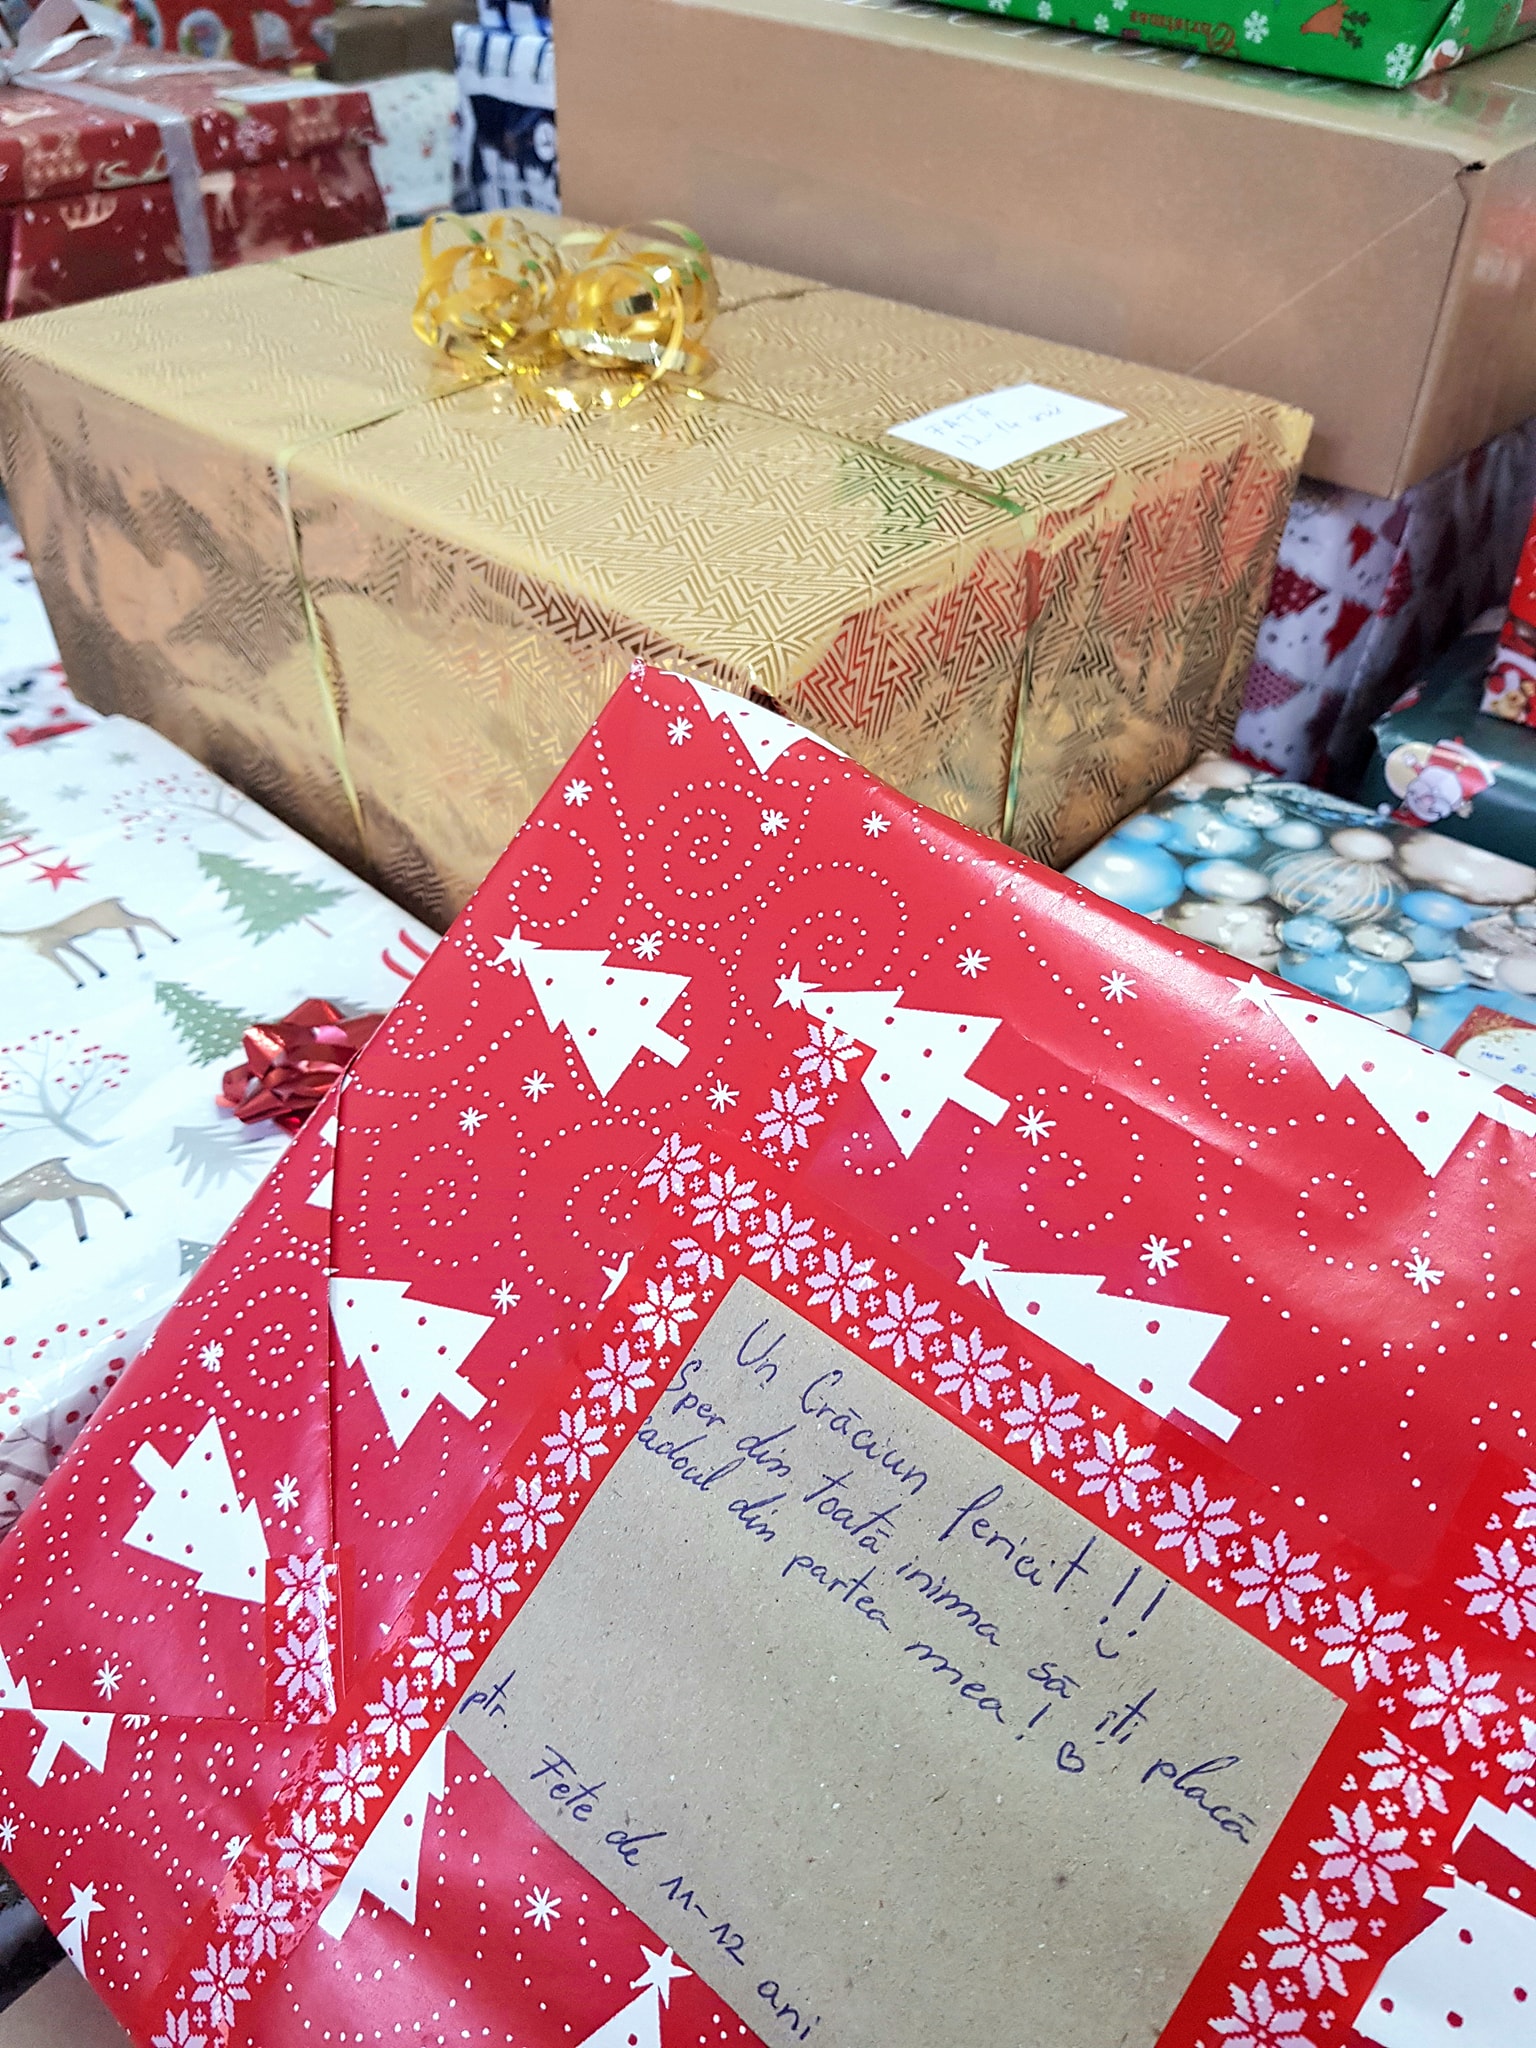 Christmas
FATĂ
12-14 ani
Un Crăciun fericit!!
Sper din toată inima să îți placă
cadoul din partea mea!
ptr.
Fete de 11-12 ani